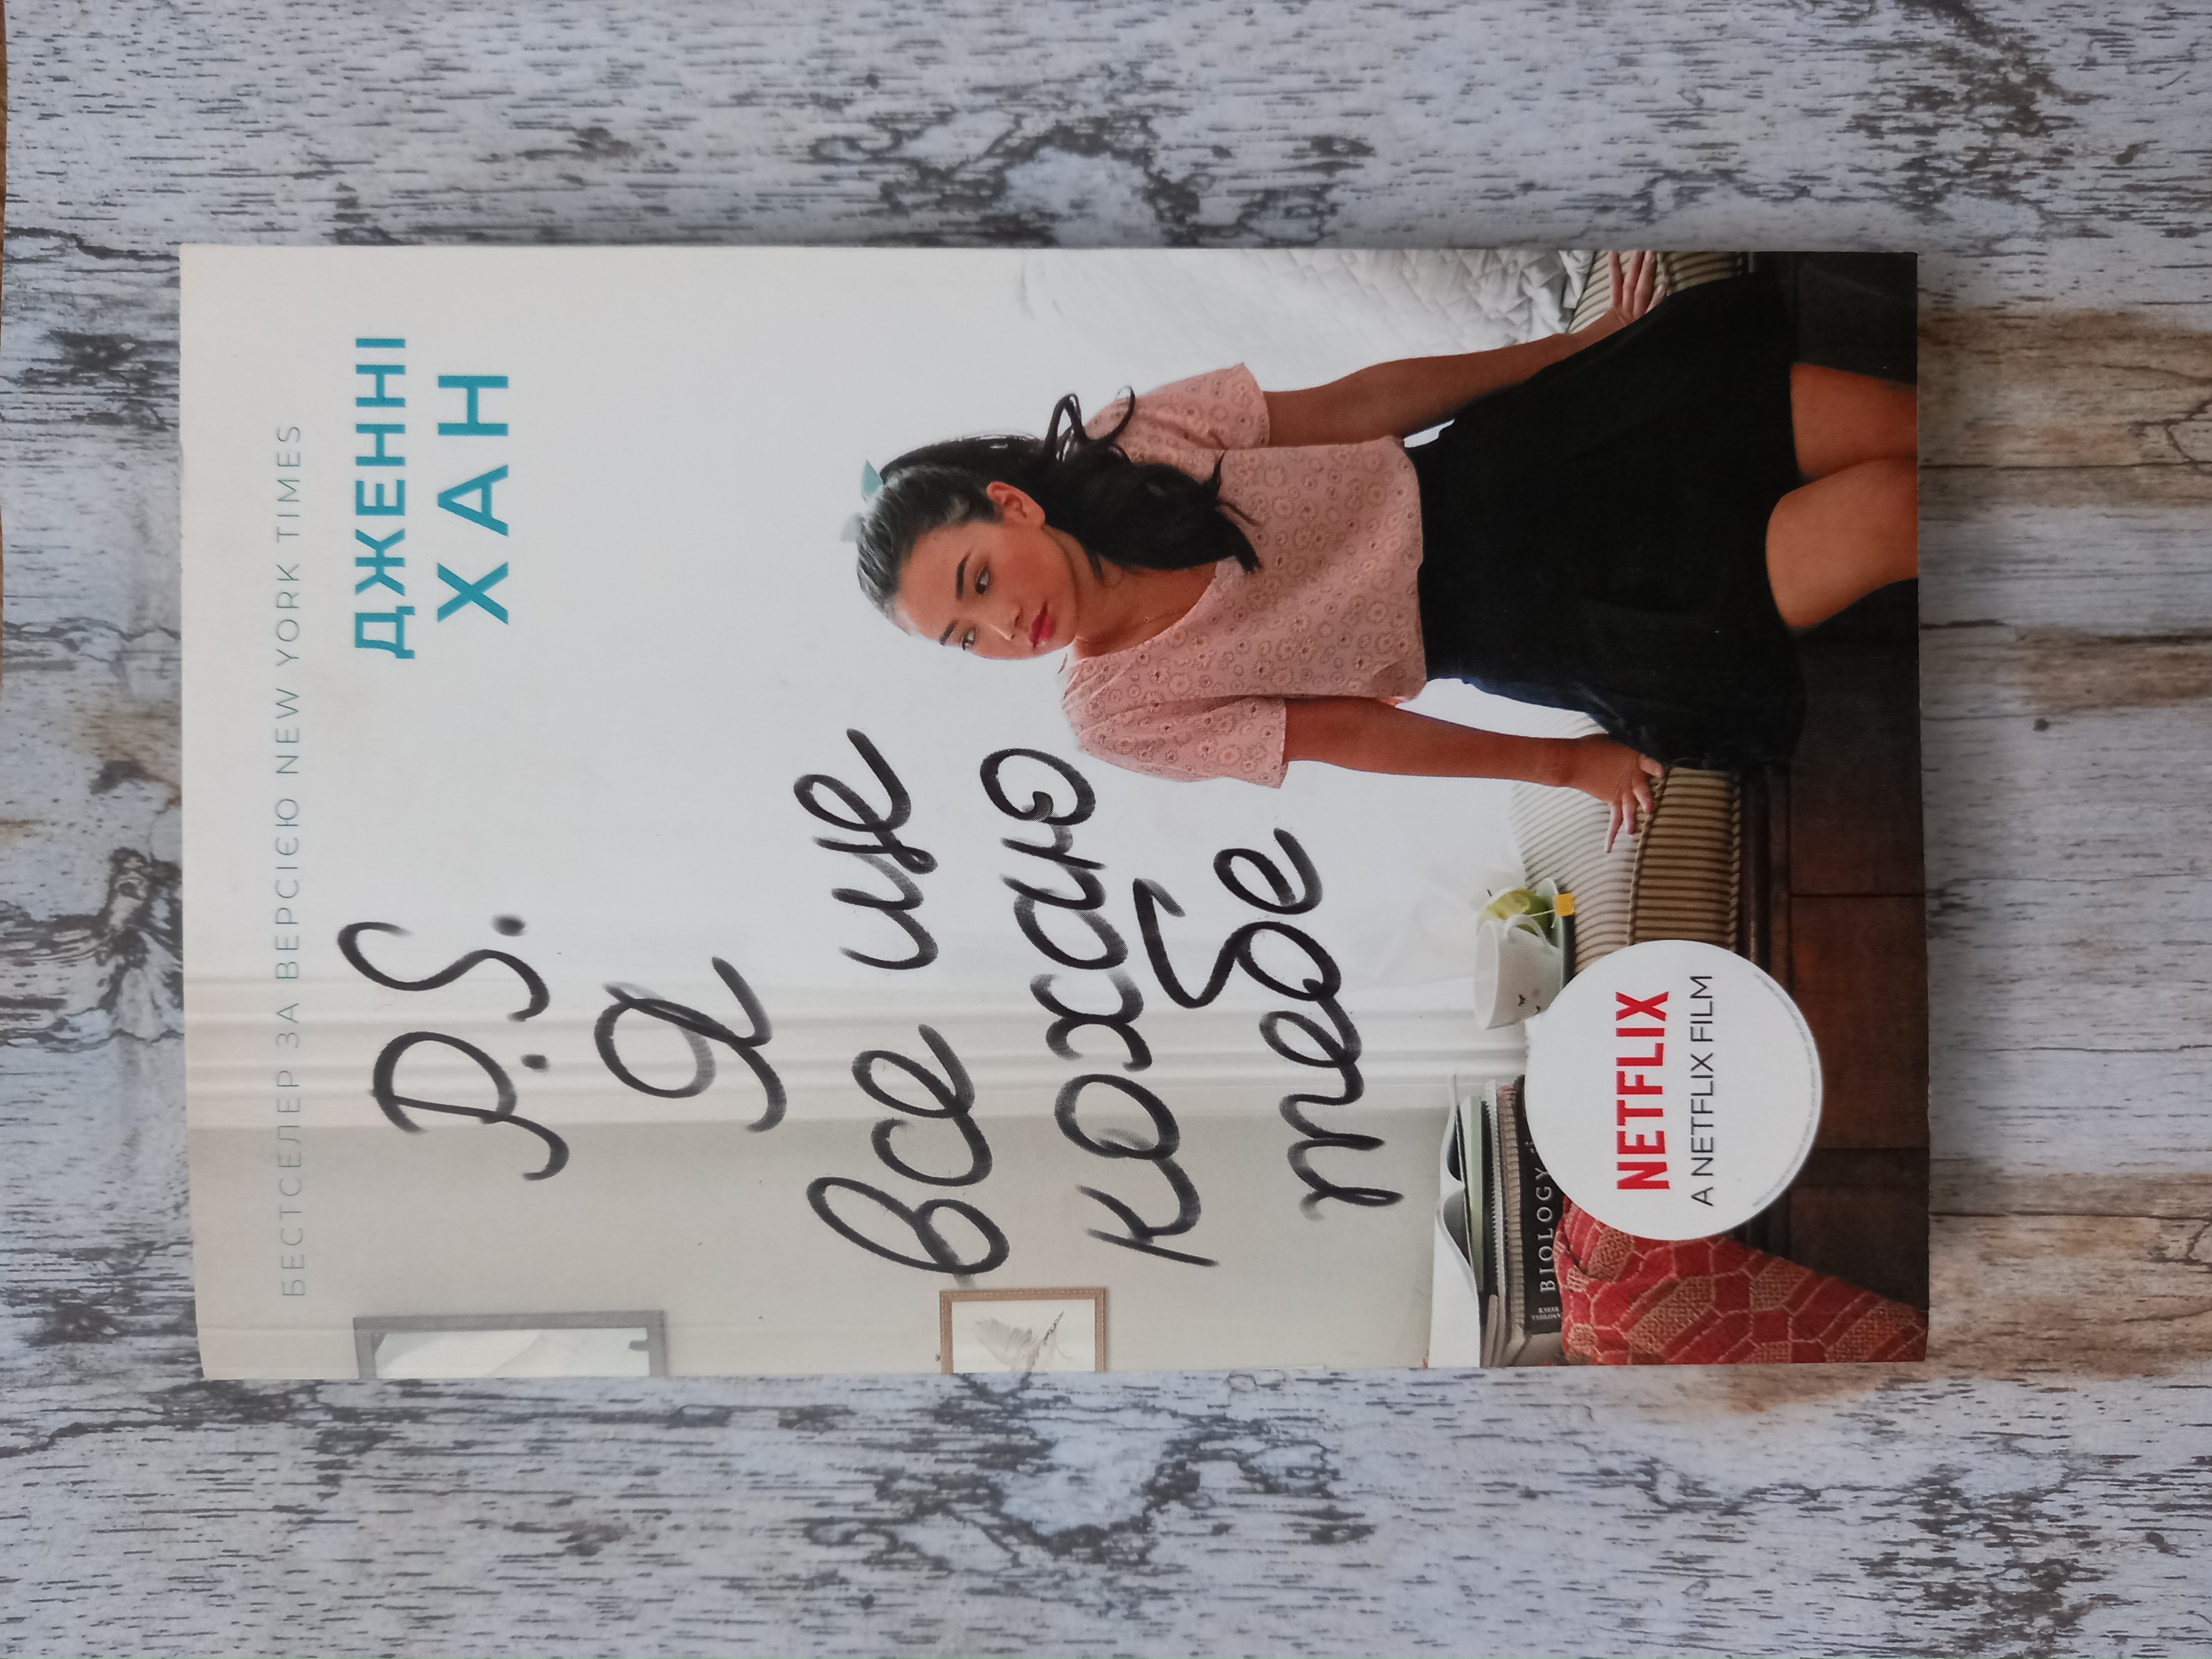 БЕСТСЕЛЕР ЗА ВЕРСІЄЮ NEW YORK TIMES
ДЖЕННІ
ХАН
P.S.
Я
все ще
кохаю
тебе
BIOLOGY
NETFLIX
A NETFLIX FILM